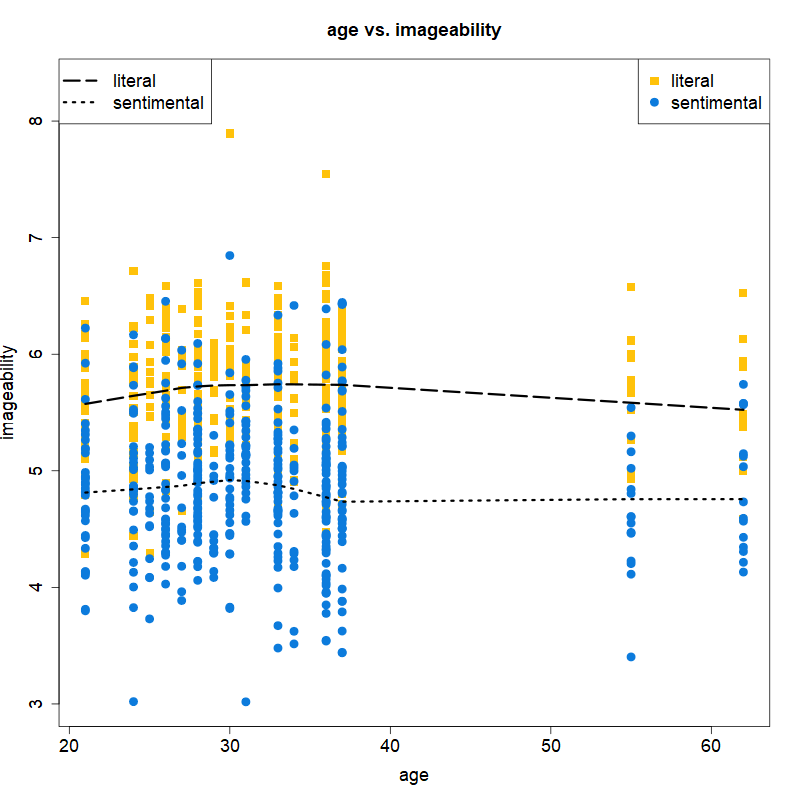 age vs. imageability
literal
sentimental
literal
sentimental
8
7
6
5
4
3
imageability
20 30 40 50 60
age